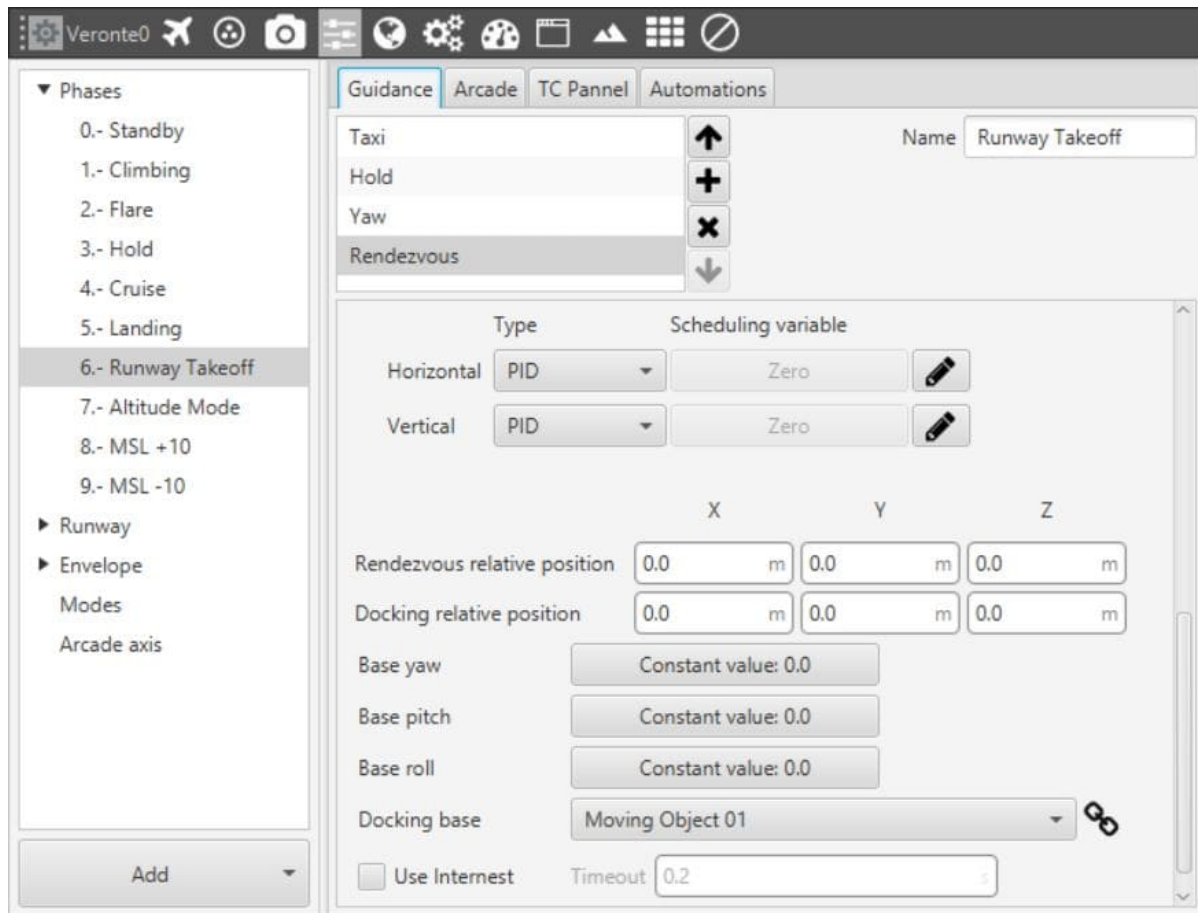 Veronte0
Phases
0.- Standby
1.- Climbing
2.- Flare
3.- Hold
4.- Cruise
5.- Landing
6.- Runway Takeoff
7.- Altitude Mode
8.- MSL +10
9.- MSL -10
Runway
Envelope
Modes
Arcade axis
Add
Guidance Arcade TC Pannel Automations
Taxi
Hold
Yaw
Rendezvous
Name Runway Takeoff
Type Scheduling variable
Horizontal PID Zero
Vertical PID Zero
X Y Z
Rendezvous relative position 0.0 m 0.0 m 0.0 m
Docking relative position 0.0 m 0.0 m 0.0 m
Base yaw Constant value: 0.0
Base pitch Constant value: 0.0
Base roll Constant value: 0.0
Docking base Moving Object 01
Use Internest Timeout 0.2 s